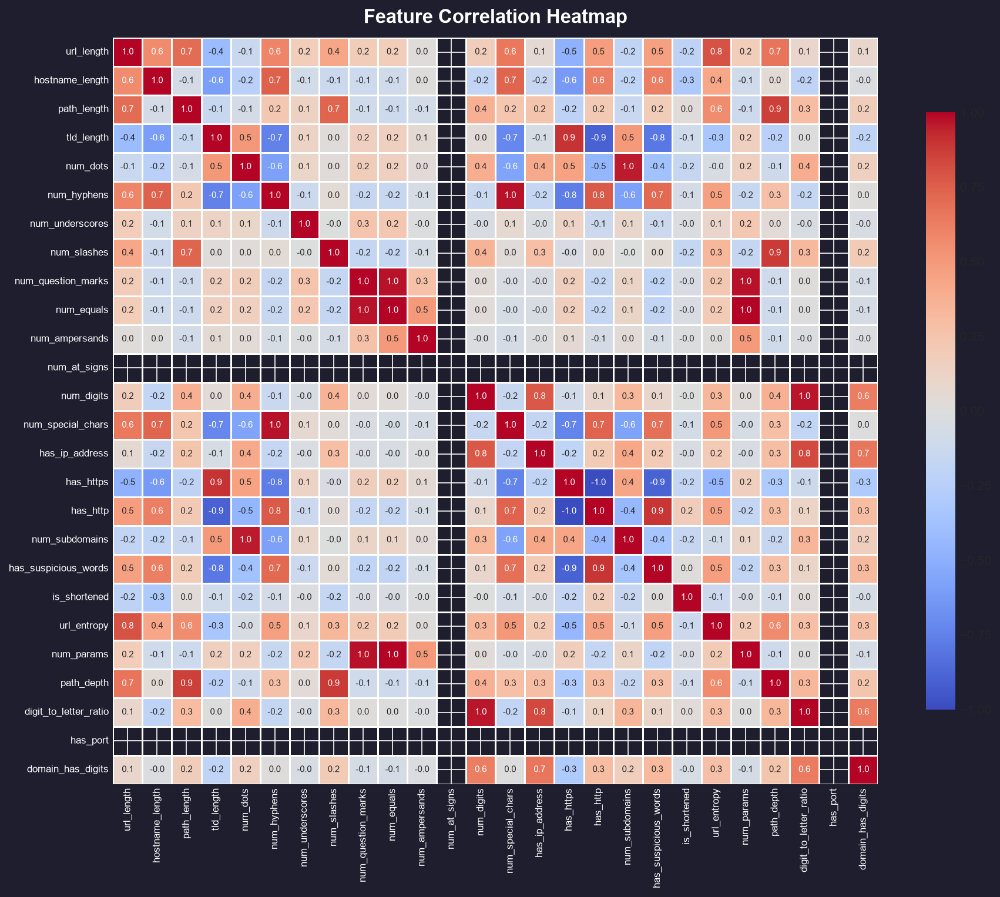 Feature Correlation Heatmap
url_length 1.0 0.6 0.7 -0.4 -0.1 0.6 0.2 0.4 0.2 0.2 0.0 0.2 0.6 0.1 -0.5 0.5 -0.2 0.5 -0.2 0.8 0.2 0.7 0.1 0.1
hostname_length 0.6 1.0 -0.1 -0.6 -0.2 0.7 -0.1 -0.1 -0.1 -0.1 0.0 -0.2 0.7 -0.2 -0.6 0.6 -0.2 0.6 -0.3 0.4 -0.1 0.0 -0.2 -0.0
path_length 0.7 -0.1 1.0 -0.1 -0.1 0.2 0.1 0.7 -0.1 -0.1 -0.1 0.4 0.2 0.2 -0.2 0.2 -0.1 0.2 0.0 0.6 -0.1 0.9 0.3 0.2
tld_length -0.4 -0.6 -0.1 1.0 0.5 -0.7 0.1 0.0 0.2 0.2 0.1 0.0 -0.7 -0.1 0.9 -0.9 0.5 -0.8 -0.1 -0.3 0.2 -0.2 0.0 -0.2
num_dots -0.1 -0.2 -0.1 0.5 1.0 -0.6 0.1 0.0 0.2 0.2 0.0 0.4 -0.6 0.4 0.5 -0.5 1.0 -0.4 -0.2 -0.0 0.2 -0.1 0.4 0.2
num_hyphens 0.6 0.7 0.2 -0.7 -0.6 1.0 -0.1 0.0 -0.2 -0.2 -0.1 -0.1 1.0 -0.2 -0.8 0.8 -0.6 0.7 -0.1 0.5 -0.2 0.3 -0.2 0.0
num_underscores 0.2 -0.1 0.1 0.1 0.1 -0.1 1.0 -0.0 0.3 0.2 -0.0 -0.0 0.1 -0.0 0.1 -0.1 0.1 -0.1 -0.0 0.1 0.2 0.0 -0.0 -0.0
num_slashes 0.4 -0.1 0.7 0.0 0.0 0.0 -0.0 1.0 -0.2 -0.2 -0.1 0.4 0.0 0.3 -0.0 0.0 -0.0 0.0 -0.2 0.3 -0.2 0.9 0.3 0.2
num_question_marks 0.2 -0.1 -0.1 0.2 0.2 -0.2 0.3 -0.2 1.0 1.0 0.3 0.0 -0.0 -0.0 0.2 -0.2 0.1 -0.2 -0.0 0.2 1.0 -0.1 0.0 -0.1
num_equals 0.2 -0.1 -0.1 0.2 0.2 -0.2 0.2 -0.2 1.0 1.0 0.5 0.0 -0.0 -0.0 0.2 -0.2 0.1 -0.2 -0.0 0.2 1.0 -0.1 0.0 -0.1
num_ampersands 0.0 0.0 -0.1 0.1 0.0 -0.1 -0.0 -0.1 0.3 0.5 1.0 -0.0 -0.1 -0.0 0.1 -0.1 0.0 -0.1 -0.0 0.0 0.5 -0.1 -0.0 -0.0
num_at_signs
num_digits 0.2 -0.2 0.4 0.0 0.4 -0.1 -0.0 0.4 0.0 0.0 -0.0 1.0 -0.2 0.8 -0.1 0.1 0.3 0.1 -0.0 0.3 0.0 0.4 1.0 0.6
num_special_chars 0.6 0.7 0.2 -0.7 -0.6 1.0 0.1 0.0 -0.0 -0.0 -0.1 -0.2 1.0 -0.2 -0.7 0.7 -0.6 0.7 -0.1 0.5 -0.0 0.3 -0.2 0.0
has_ip_address 0.1 -0.2 0.2 -0.1 0.4 -0.2 -0.0 0.3 -0.0 -0.0 -0.0 0.8 -0.2 1.0 -0.2 0.2 0.4 0.2 -0.0 0.2 -0.0 0.3 0.8 0.7
has_https -0.5 -0.6 -0.2 0.9 0.5 -0.8 0.1 -0.0 0.2 0.2 0.1 -0.1 -0.7 -0.2 1.0 -1.0 0.4 -0.9 -0.2 -0.5 0.2 -0.3 -0.1 -0.3
has_http 0.5 0.6 0.2 -0.9 -0.5 0.8 -0.1 0.0 -0.2 -0.2 -0.1 0.1 0.7 0.2 -1.0 1.0 -0.4 0.9 0.2 0.5 -0.2 0.3 0.1 0.3
num_subdomains -0.2 -0.2 -0.1 0.5 1.0 -0.6 0.1 -0.0 0.1 0.1 0.0 0.3 -0.6 0.4 0.4 -0.4 1.0 -0.4 -0.2 -0.1 0.1 -0.2 0.3 0.2
has_suspicious_words 0.5 0.6 0.2 -0.8 -0.4 0.7 -0.1 0.0 -0.2 -0.2 -0.1 0.1 0.7 0.2 -0.9 0.9 -0.4 1.0 0.0 0.5 -0.2 0.3 0.1 0.3
is_shortened -0.2 -0.3 0.0 -0.1 -0.2 -0.1 -0.0 -0.2 -0.0 -0.0 -0.0 -0.0 -0.1 -0.0 -0.2 0.2 -0.2 0.0 1.0 -0.1 -0.0 -0.1 0.0 -0.0
url_entropy 0.8 0.4 0.6 -0.3 -0.0 0.5 0.1 0.3 0.2 0.2 0.0 0.3 0.5 0.2 -0.5 0.5 -0.1 0.5 -0.1 1.0 0.2 0.6 0.3 0.3
num_params 0.2 -0.1 -0.1 0.2 0.2 -0.2 0.2 -0.2 1.0 1.0 0.5 0.0 -0.0 -0.0 0.2 -0.2 0.1 -0.2 -0.0 0.2 1.0 -0.1 0.0 -0.1
path_depth 0.7 0.0 0.9 -0.2 -0.1 0.3 0.0 0.9 -0.1 -0.1 -0.1 0.4 0.3 0.3 -0.3 0.3 -0.2 0.3 -0.1 0.6 -0.1 1.0 0.3 0.2
digit_to_letter_ratio 0.1 -0.2 0.3 0.0 0.4 -0.2 -0.0 0.3 0.0 0.0 -0.0 1.0 -0.2 0.8 -0.1 0.1 0.3 0.1 0.0 0.3 0.0 0.3 1.0 0.6
has_port
domain_has_digits 0.1 -0.0 0.2 -0.2 0.2 0.0 -0.0 0.2 -0.1 -0.1 -0.0 0.6 0.0 0.7 -0.3 0.3 0.2 0.3 -0.0 0.3 -0.1 0.2 0.6 1.0
url_length
hostname_length
path_length
tld_length
num_dots
num_hyphens
num_underscores
num_slashes
num_question_marks
num_equals
num_ampersands
num_at_signs
num_digits
num_special_chars
has_ip_address
has_https
has_http
num_subdomains
has_suspicious_words
is_shortened
url_entropy
num_params
path_depth
digit_to_letter_ratio
has_port
domain_has_digits
1.00
0.75
0.50
0.25
0.00
−0.25
−0.50
−0.75
−1.00